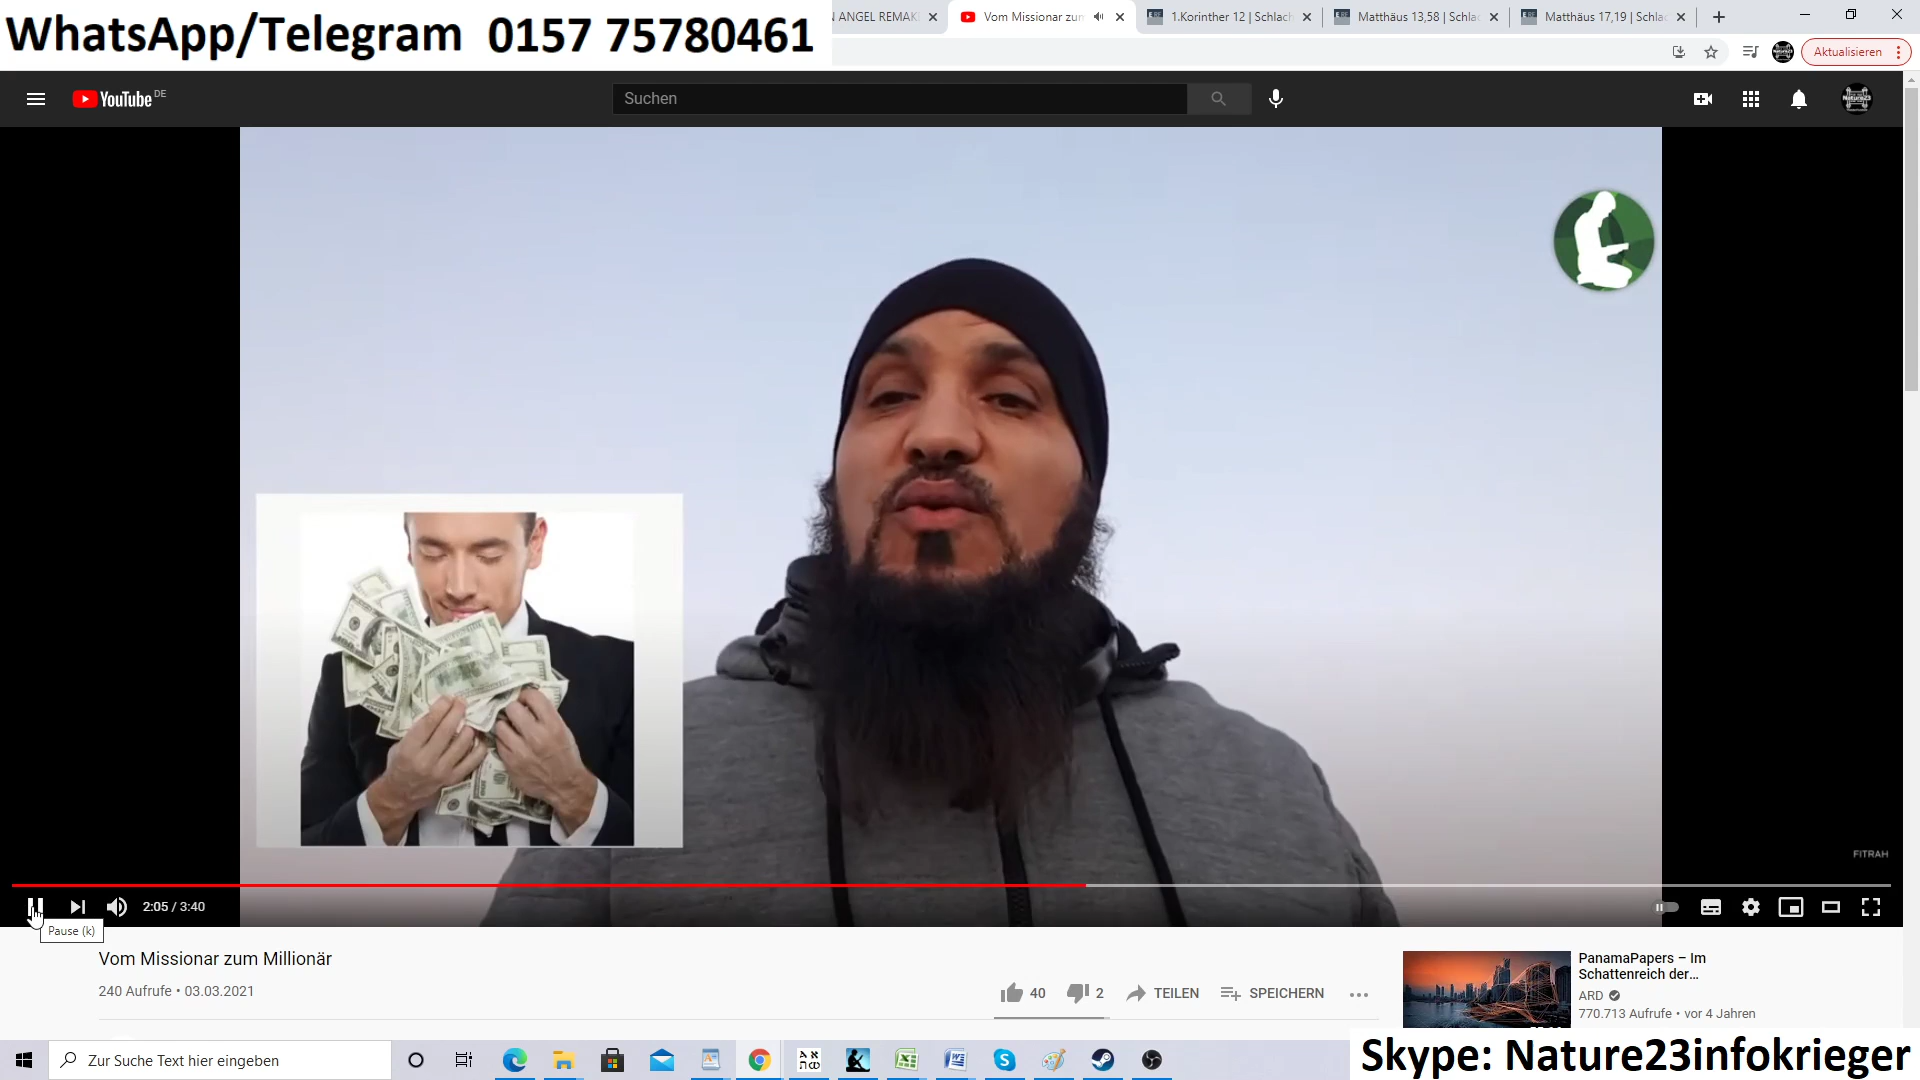 WhatsApp/Telegram 0157 75780461
N ANGEL REMAK
Vom Missionar zum
1.Korinther 12 | Schlach
Matthäus 13,58 | Schla
Matthäus 17,19 | Schla
Aktualisieren
YouTube DE
Suchen
FITRAH
2:05 / 3:40
Pause (k)
Vom Missionar zum Millionär
240 Aufrufe • 03.03.2021
40
2
TEILEN
SPEICHERN
PanamaPapers – Im
Schattenreich der...
ARD
770.713 Aufrufe • vor 4 Jahren
Zur Suche Text hier eingeben
Skype: Nature23infokrieger